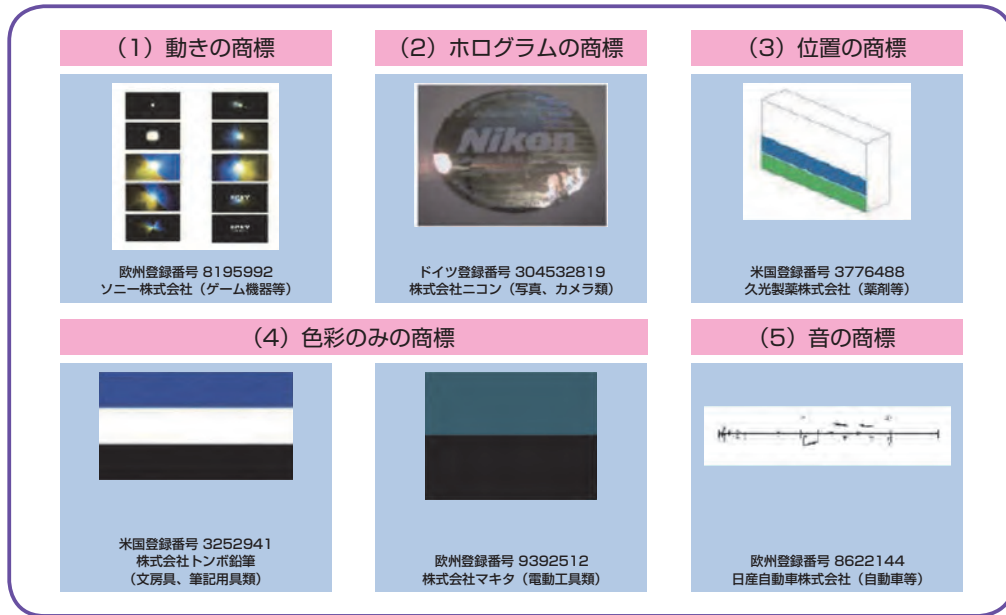 (1) 動きの商標
(2) ホログラムの商標
(3) 位置の商標
Nikon
欧州登録番号 8195992
ソニー株式会社（ゲーム機器等）
ドイツ登録番号 304532819
株式会社ニコン（写真、カメラ類）
米国登録番号 3776488
久光製薬株式会社（薬剤等）
(4) 色彩のみの商標
(5) 音の商標
米国登録番号 3252941
株式会社トンボ鉛筆
（文房具、筆記用具類）
欧州登録番号 9392512
株式会社マキタ（電動工具類）
欧州登録番号 8622144
日産自動車株式会社（自動車等）